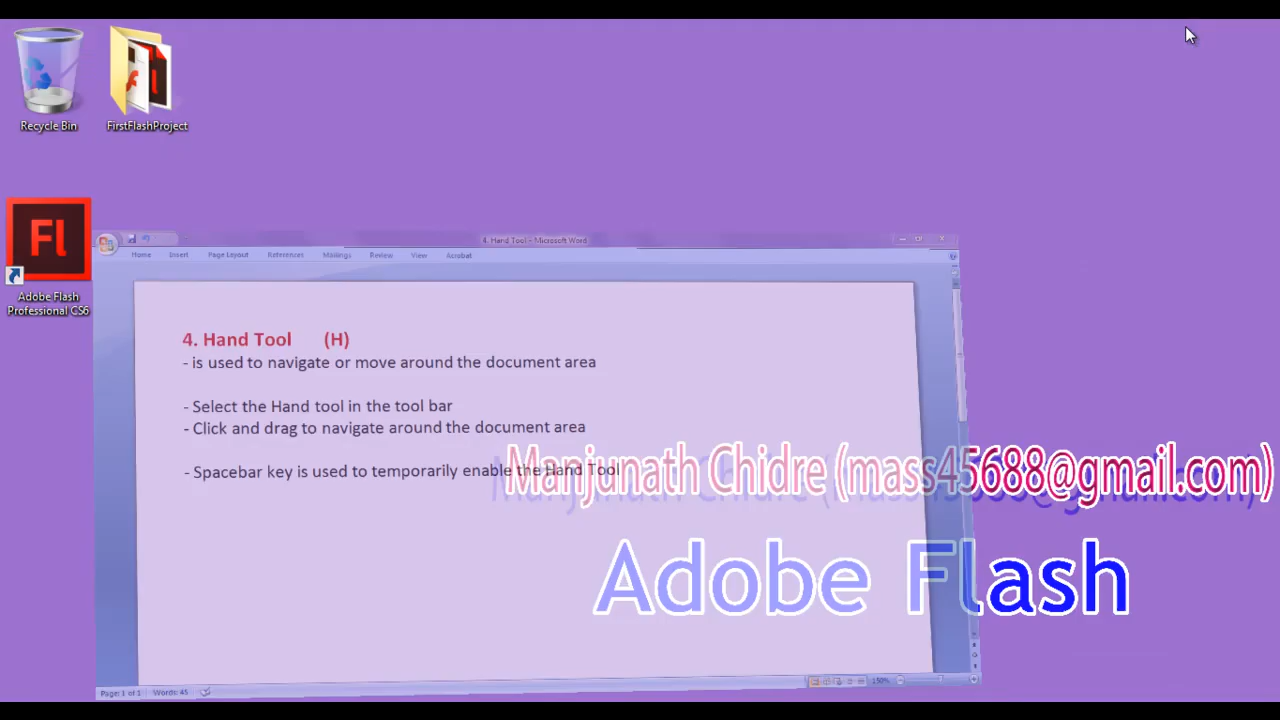 Recycle Bin
FirstFlashProject
Fl
Adobe Flash
Professional CS6
4. Hand Tool - Microsoft Word
Home Insert Page Layout References Mailings Review View Acrobat
4. Hand Tool (H)
- is used to navigate or move around the document area
- Select the Hand tool in the tool bar
- Click and drag to navigate around the document area
- Spacebar key is used to temporarily enable the Hand Tool
Manjunath Chidre (mass45688@gmail.com)
Adobe Flash
Page: 1 of 1 Words: 45
150%